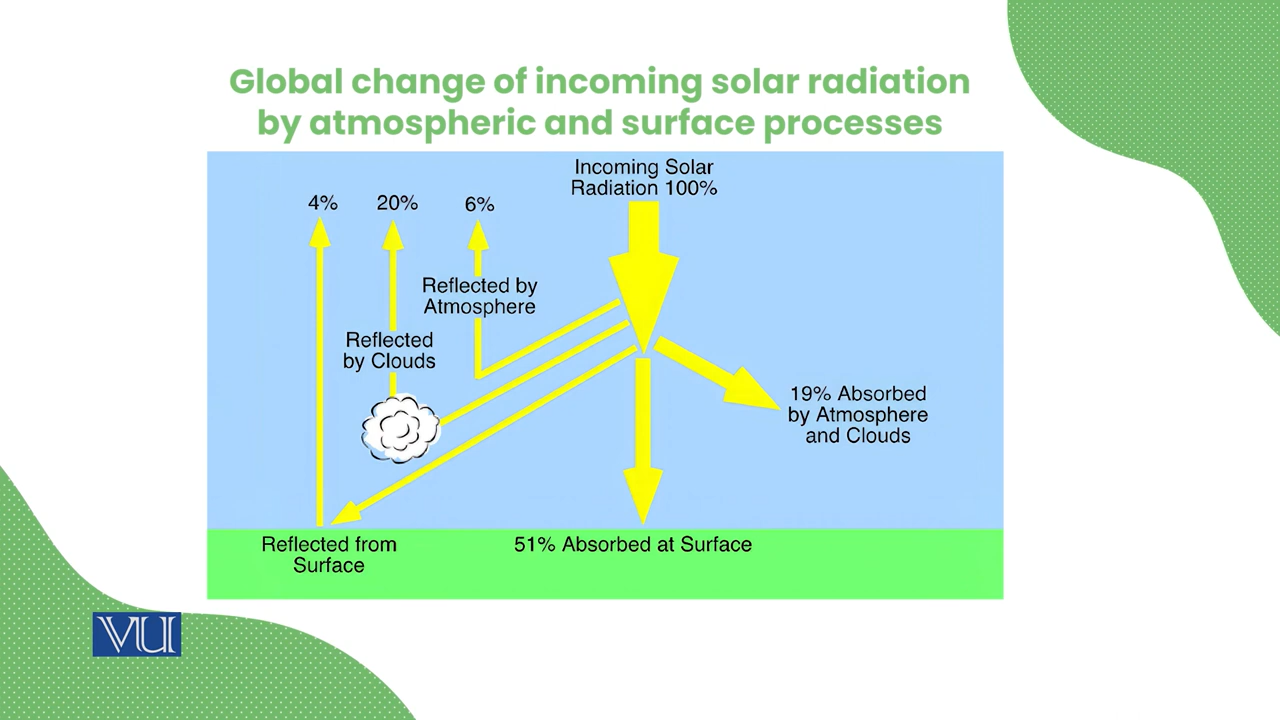 Global change of incoming solar radiation
by atmospheric and surface processes
Incoming Solar
Radiation 100%
4%
20%
6%
Reflected by
Atmosphere
Reflected
by Clouds
19% Absorbed
by Atmosphere
and Clouds
Reflected from
Surface
51% Absorbed at Surface
VU